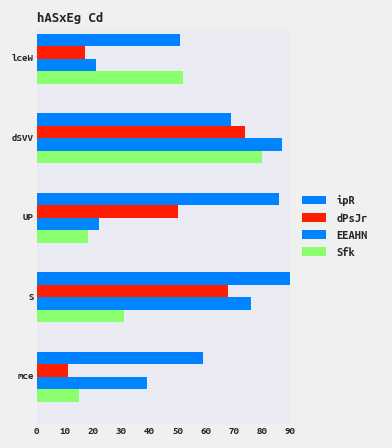 hASxEg Cd
lceW
dSVV
UP
s
mce
0 10 20 30 40 50 60 70 80 90
ipR
dPsJr
EEAHN
Sfk